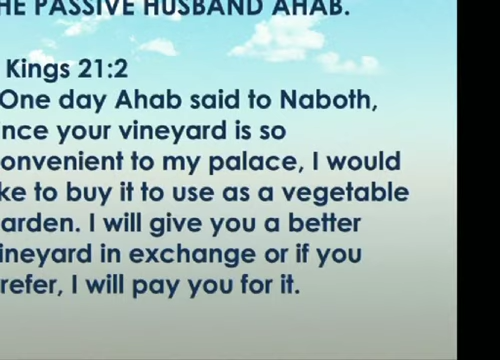 HE PASSIVE HUSBAND AHAB.
Kings 21:2
One day Ahab said to Naboth,
ince your vineyard is so
onvenient to my palace, I would
ke to buy it to use as a vegetable
arden. I will give you a better
ineyard in exchange or if you
refer, I will pay you for it.